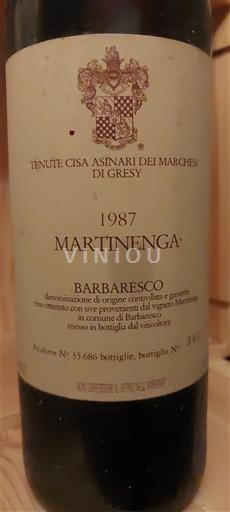 TENUTE CISA ASINARI DEI MARCHESI
DI GRESY
1987
MARTINENGA®
VINIOU
BARBARESCO
denominazione di origine controllata e garantita
vino ottenuto con uve provenienti dal vigneto Martinenga
in comune di Barbaresco
messo in bottiglia dal viticoltore
Prodotte N° 35.686 bottiglie, bottiglia N°
NON DISPERDERE IL VETRO NELL'AMBIENTE